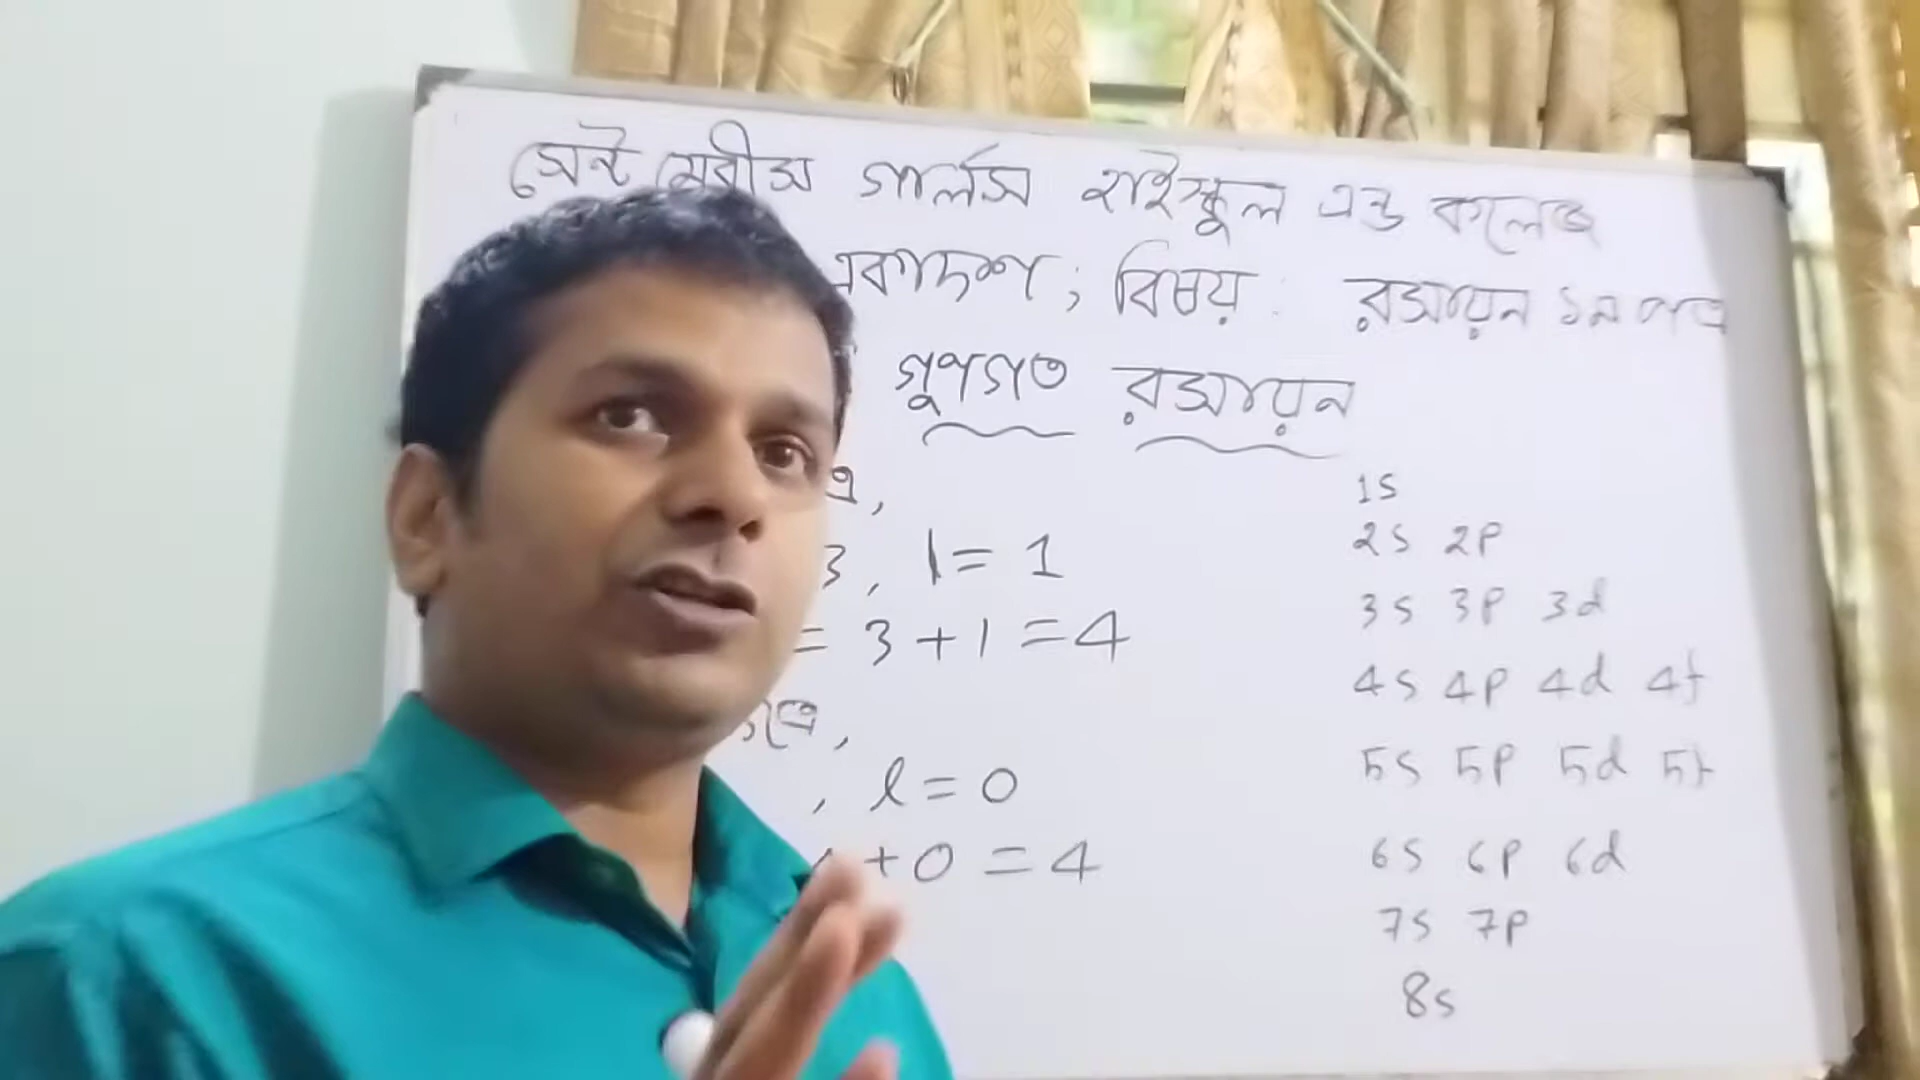 সেন্ট মেরীস গার্লস হাইস্কুল এন্ড কলেজ
একাদশ ; বিষয় : রসায়ন ১ম পত্র
গুণগত রসায়ন
3, l = 1
= 3 + 1 = 4
, l = 0
+ 0 = 4
1s
2s 2p
3s 3p 3d
4s 4p 4d 4f
5s 5p 5d 5f
6s 6p 6d
7s 7p
8s